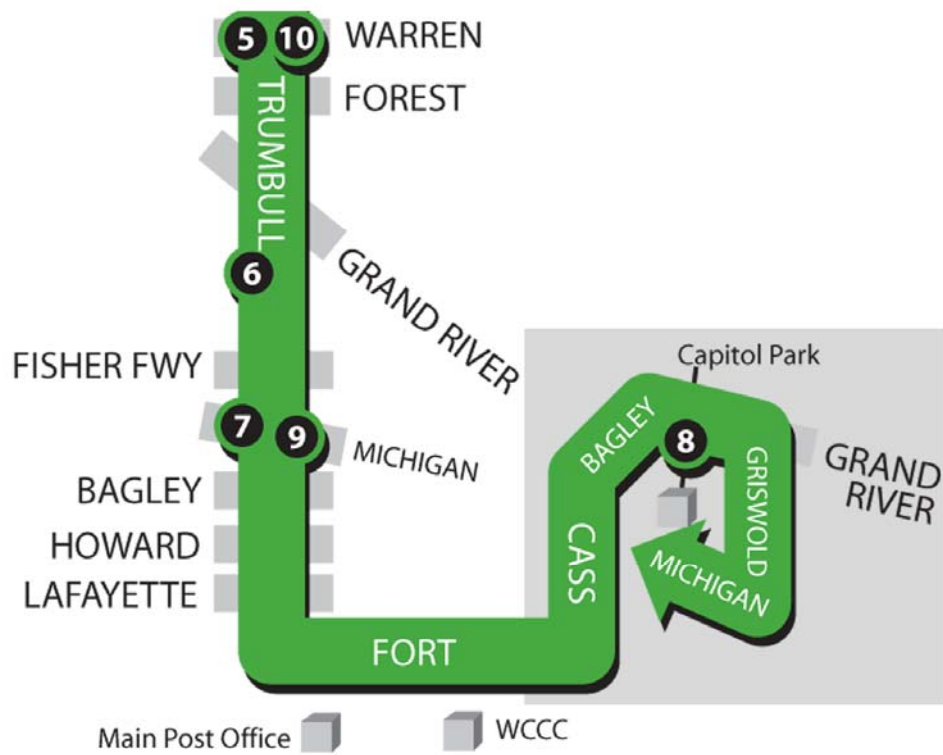 5 10 WARREN
TRUMBULL
FOREST
6
GRAND RIVER
FISHER FWY
Capitol Park
7 9 MICHIGAN
BAGLEY
8
GRISWOLD
GRAND
RIVER
BAGLEY
HOWARD
CASS
MICHIGAN
LAFAYETTE
FORT
Main Post Office
WCCC